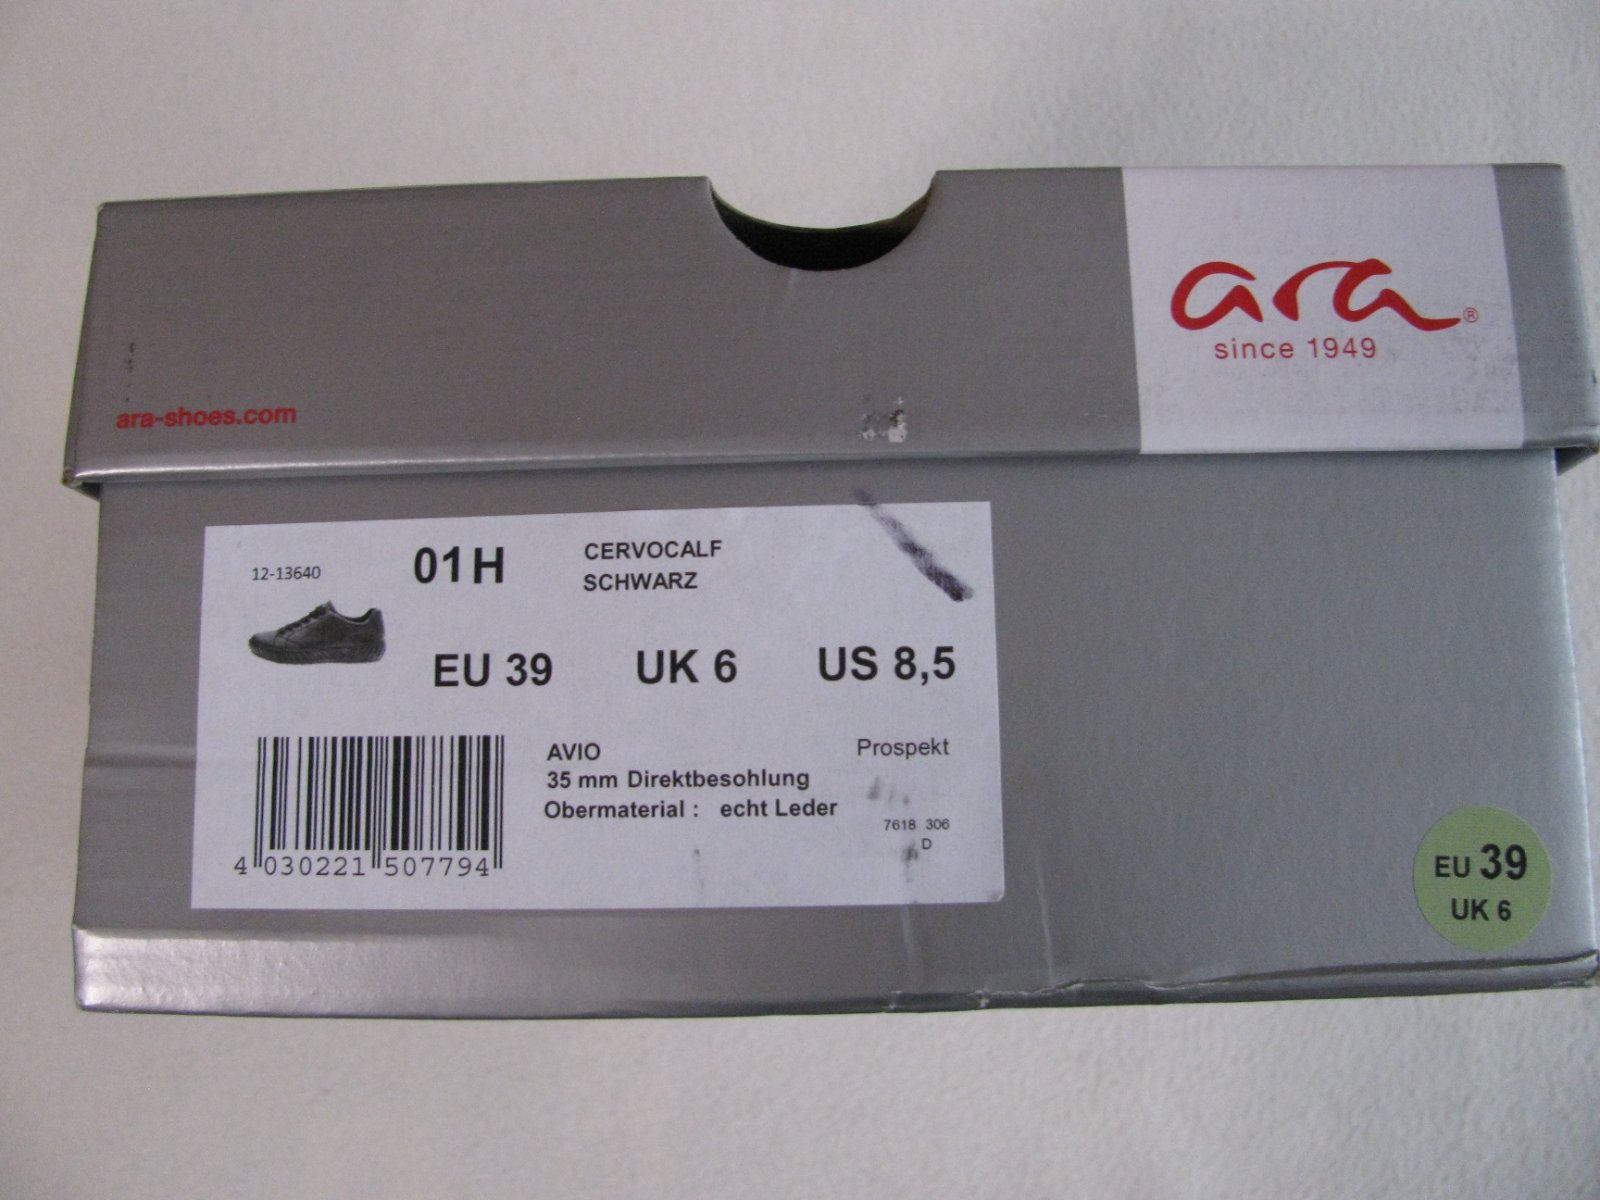 ara®
since 1949
ara-shoes.com
12-13640
01 H
CERVOCALF
SCHWARZ
EU 39 UK 6 US 8,5
AVIO
35 mm Direktbesohlung
Obermaterial : echt Leder
Prospekt
7618 306
D
4 030221 507794
EU 39
UK 6